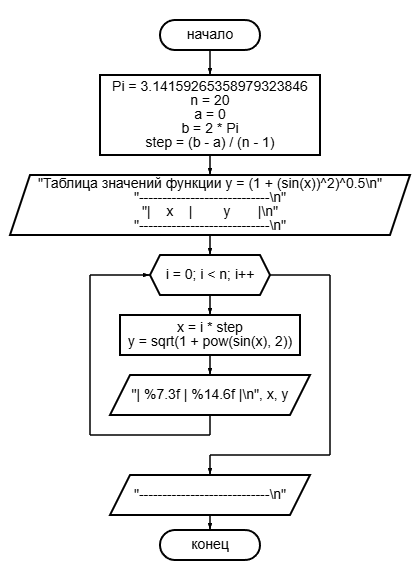 начало
Pi = 3.14159265358979323846
n = 20
a = 0
b = 2 * Pi
step = (b - a) / (n - 1)
"Таблица значений функции y = (1 + (sin(x))^2)^0.5\n"
"----------------------------\n"
"|    x    |        y       |\n"
"----------------------------\n"
i = 0; i < n; i++
x = i * step
y = sqrt(1 + pow(sin(x), 2))
"| %7.3f | %14.6f |\n", x, y
"----------------------------\n"
конец